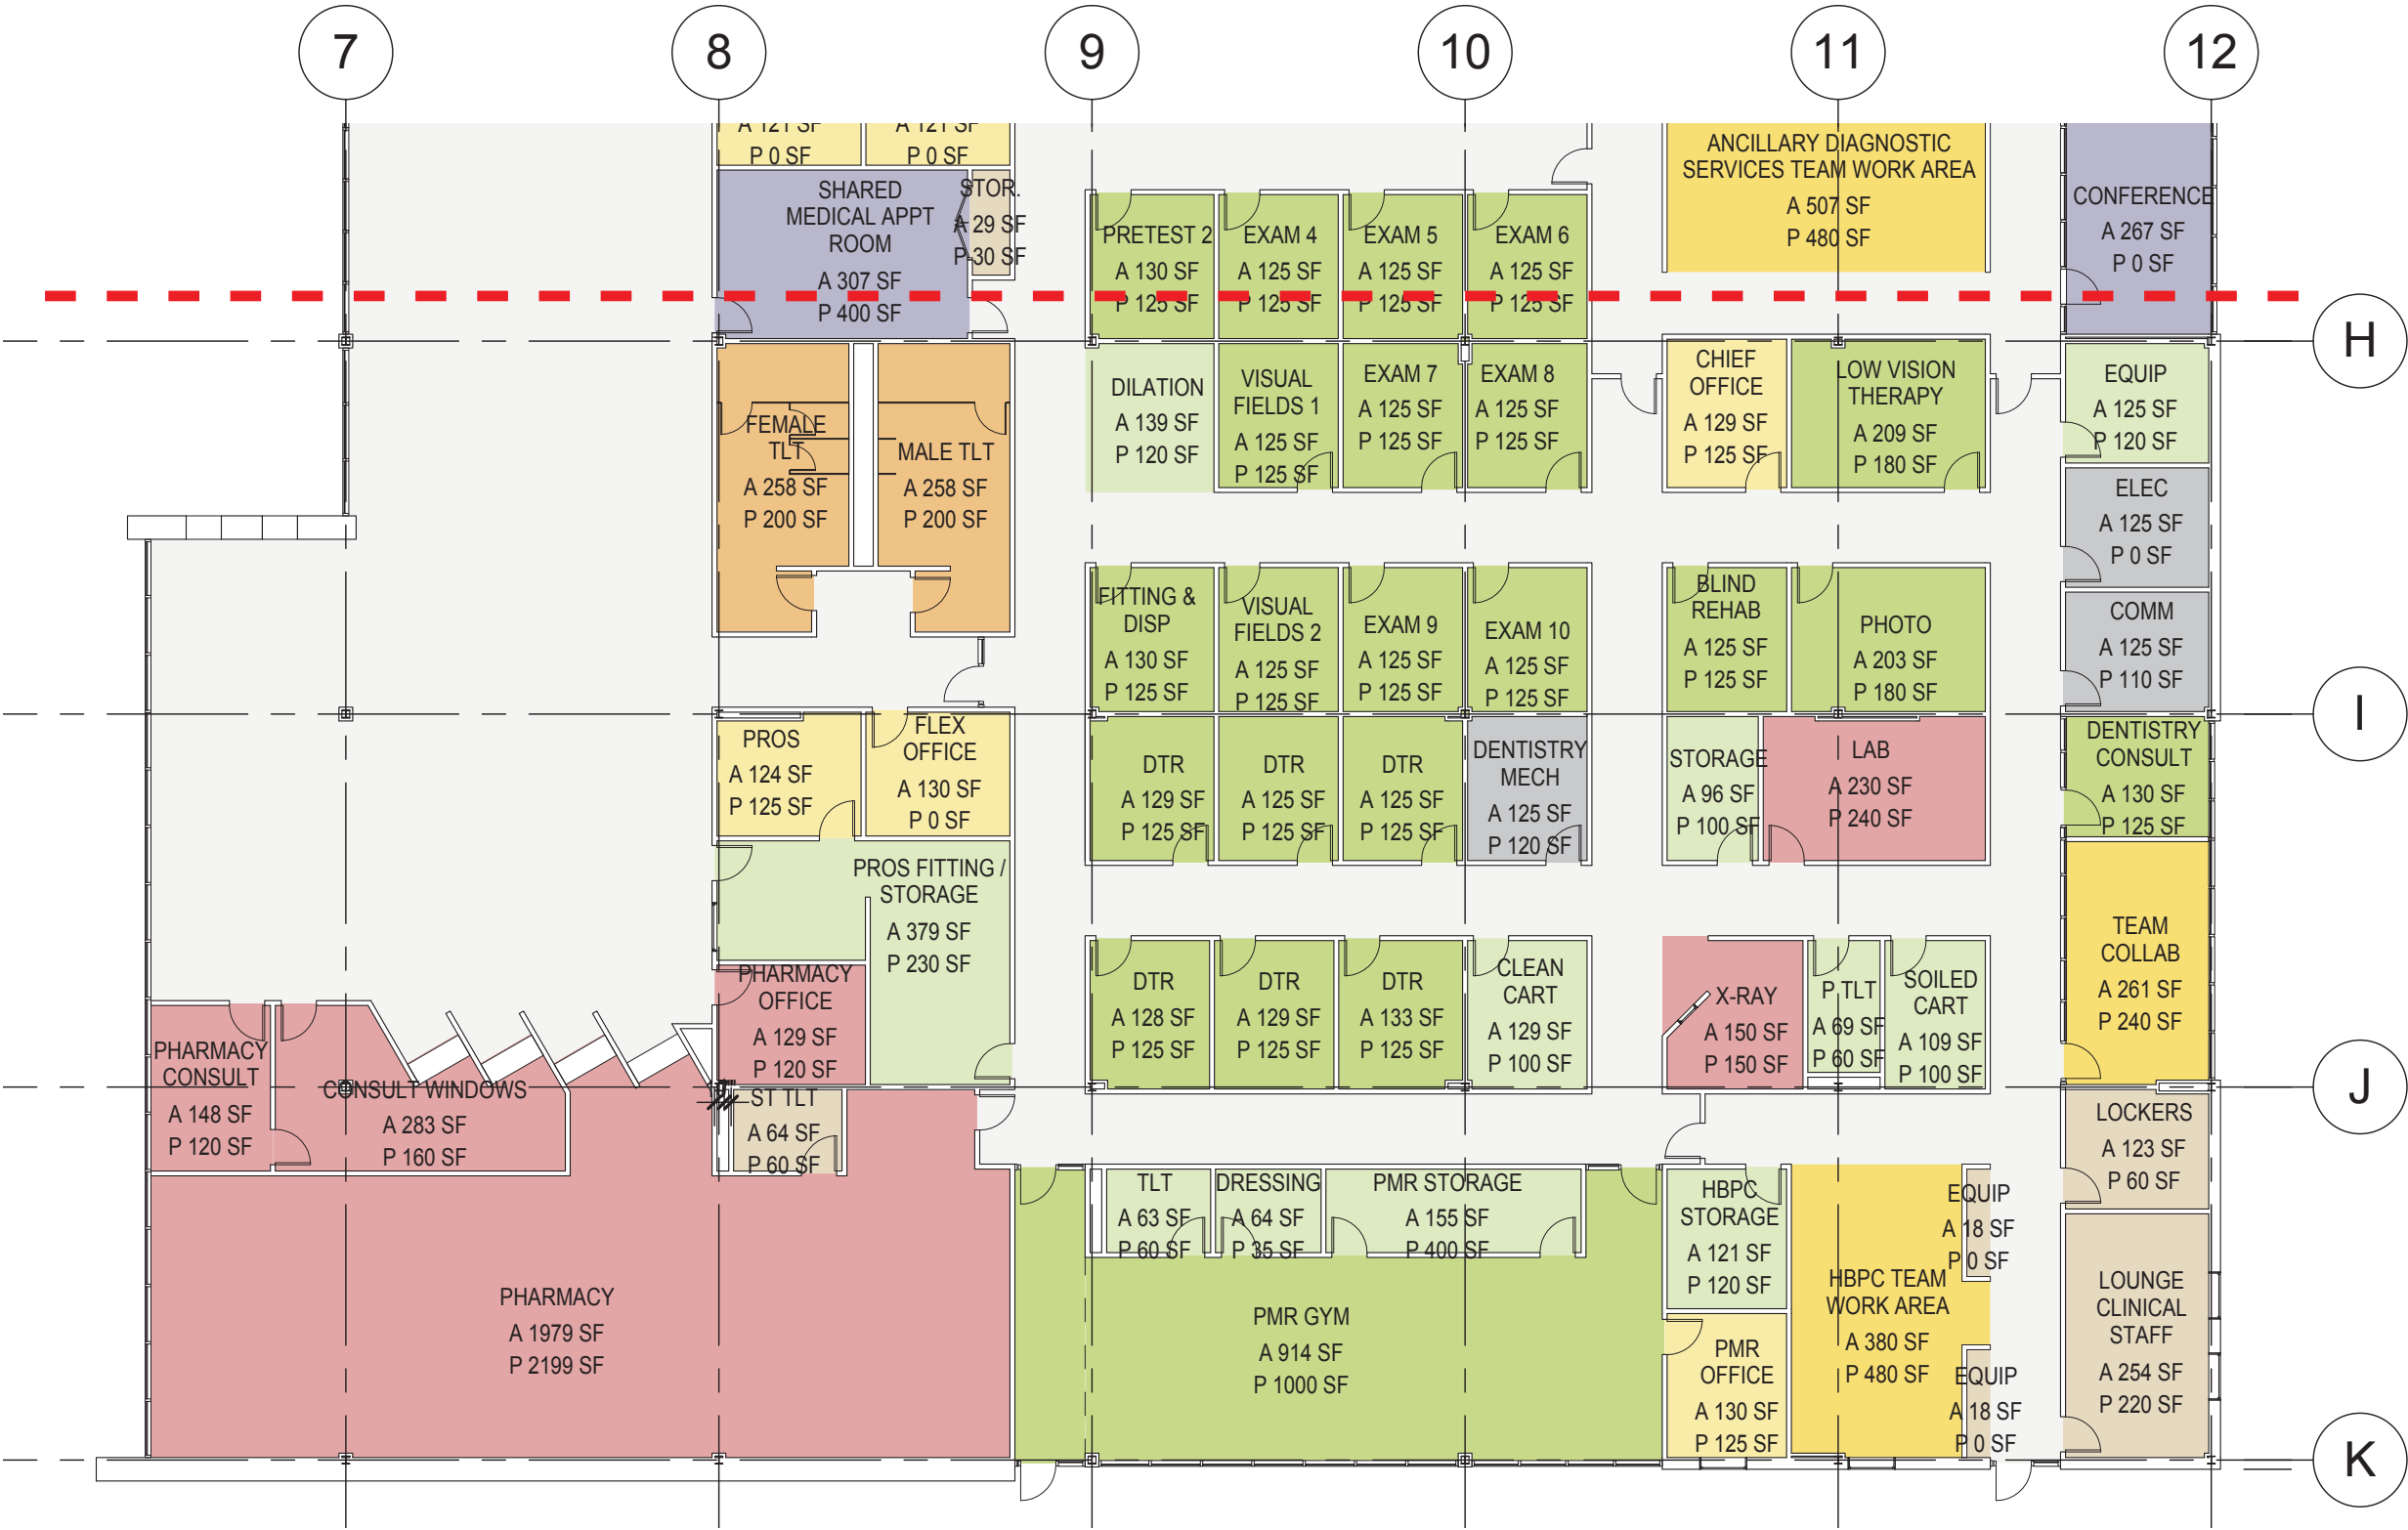 7
8
9
10
11
12
A 121 SF
P 0 SF
A 121 SF
P 0 SF
SHARED
MEDICAL APPT
ROOM
A 307 SF
P 400 SF
STOR.
A 29 SF
P 30 SF
PRETEST 2
A 130 SF
P 125 SF
EXAM 4
A 125 SF
P 125 SF
EXAM 5
A 125 SF
P 125 SF
EXAM 6
A 125 SF
P 125 SF
ANCILLARY DIAGNOSTIC
SERVICES TEAM WORK AREA
A 507 SF
P 480 SF
CONFERENCE
A 267 SF
P 0 SF
H
FEMALE
TLT
A 258 SF
P 200 SF
MALE TLT
A 258 SF
P 200 SF
DILATION
A 139 SF
P 120 SF
VISUAL
FIELDS 1
A 125 SF
P 125 SF
EXAM 7
A 125 SF
P 125 SF
EXAM 8
A 125 SF
P 125 SF
CHIEF
OFFICE
A 129 SF
P 125 SF
LOW VISION
THERAPY
A 209 SF
P 180 SF
EQUIP
A 125 SF
P 120 SF
ELEC
A 125 SF
P 0 SF
FITTING &
DISP
A 130 SF
P 125 SF
VISUAL
FIELDS 2
A 125 SF
P 125 SF
EXAM 9
A 125 SF
P 125 SF
EXAM 10
A 125 SF
P 125 SF
BLIND
REHAB
A 125 SF
P 125 SF
PHOTO
A 203 SF
P 180 SF
COMM
A 125 SF
P 110 SF
I
PROS
A 124 SF
P 125 SF
FLEX
OFFICE
A 130 SF
P 0 SF
DTR
A 129 SF
P 125 SF
DTR
A 125 SF
P 125 SF
DTR
A 125 SF
P 125 SF
DENTISTRY
MECH
A 125 SF
P 120 SF
STORAGE
A 96 SF
P 100 SF
LAB
A 230 SF
P 240 SF
DENTISTRY
CONSULT
A 130 SF
P 125 SF
PROS FITTING /
STORAGE
A 379 SF
P 230 SF
PHARMACY
OFFICE
A 129 SF
P 120 SF
DTR
A 128 SF
P 125 SF
DTR
A 129 SF
P 125 SF
DTR
A 133 SF
P 125 SF
CLEAN
CART
A 129 SF
P 100 SF
X-RAY
A 150 SF
P 150 SF
P TLT
A 69 SF
P 60 SF
SOILED
CART
A 109 SF
P 100 SF
TEAM
COLLAB
A 261 SF
P 240 SF
J
PHARMACY
CONSULT
A 148 SF
P 120 SF
CONSULT WINDOWS
A 283 SF
P 160 SF
ST TLT
A 64 SF
P 60 SF
LOCKERS
A 123 SF
P 60 SF
TLT
A 63 SF
P 60 SF
DRESSING
A 64 SF
P 35 SF
PMR STORAGE
A 155 SF
P 400 SF
HBPC
STORAGE
A 121 SF
P 120 SF
EQUIP
A 18 SF
P 0 SF
PHARMACY
A 1979 SF
P 2199 SF
PMR GYM
A 914 SF
P 1000 SF
HBPC TEAM
WORK AREA
A 380 SF
P 480 SF
LOUNGE
CLINICAL
STAFF
A 254 SF
P 220 SF
PMR
OFFICE
A 130 SF
P 125 SF
EQUIP
A 18 SF
P 0 SF
K